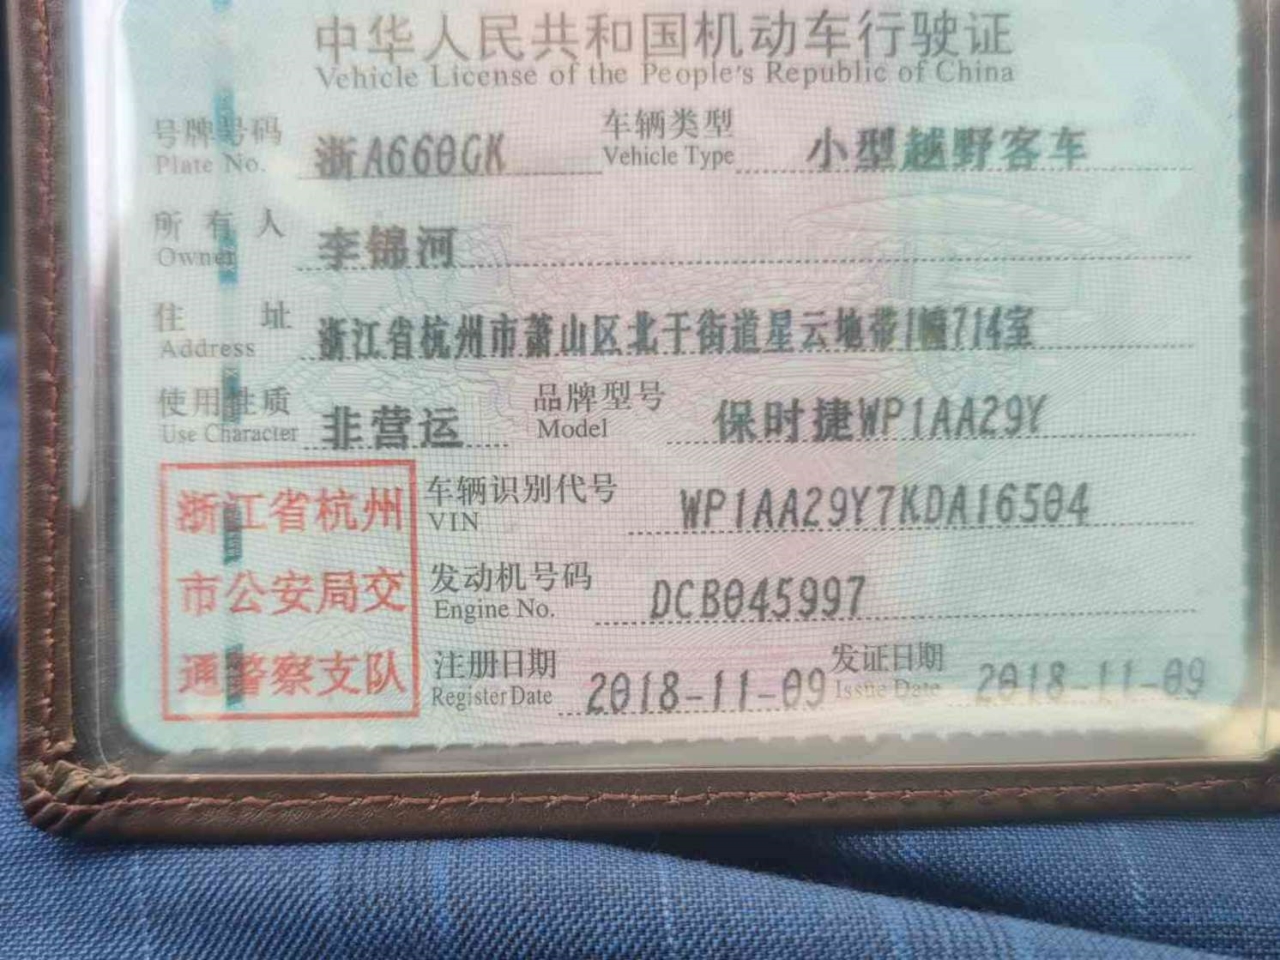 中华人民共和国机动车行驶证
Vehicle License of the People's Republic of China
号牌号码 浙A660GK 车辆类型 小型越野客车
Plate No. Vehicle Type
所有人 李锦河
Owner
住址 浙江省杭州市萧山区北干街道星云地带1幢714室
Address
使用性质 非营运 品牌型号 保时捷WP1AA29Y
Use Character Model
浙江省杭州
市公安局交
通警察支队
车辆识别代号 WP1AA29Y7KDA16504
VIN
发动机号码 DCB045997
Engine No.
注册日期 2018-11-09 发证日期 2018-11-09
Register Date Issue Date